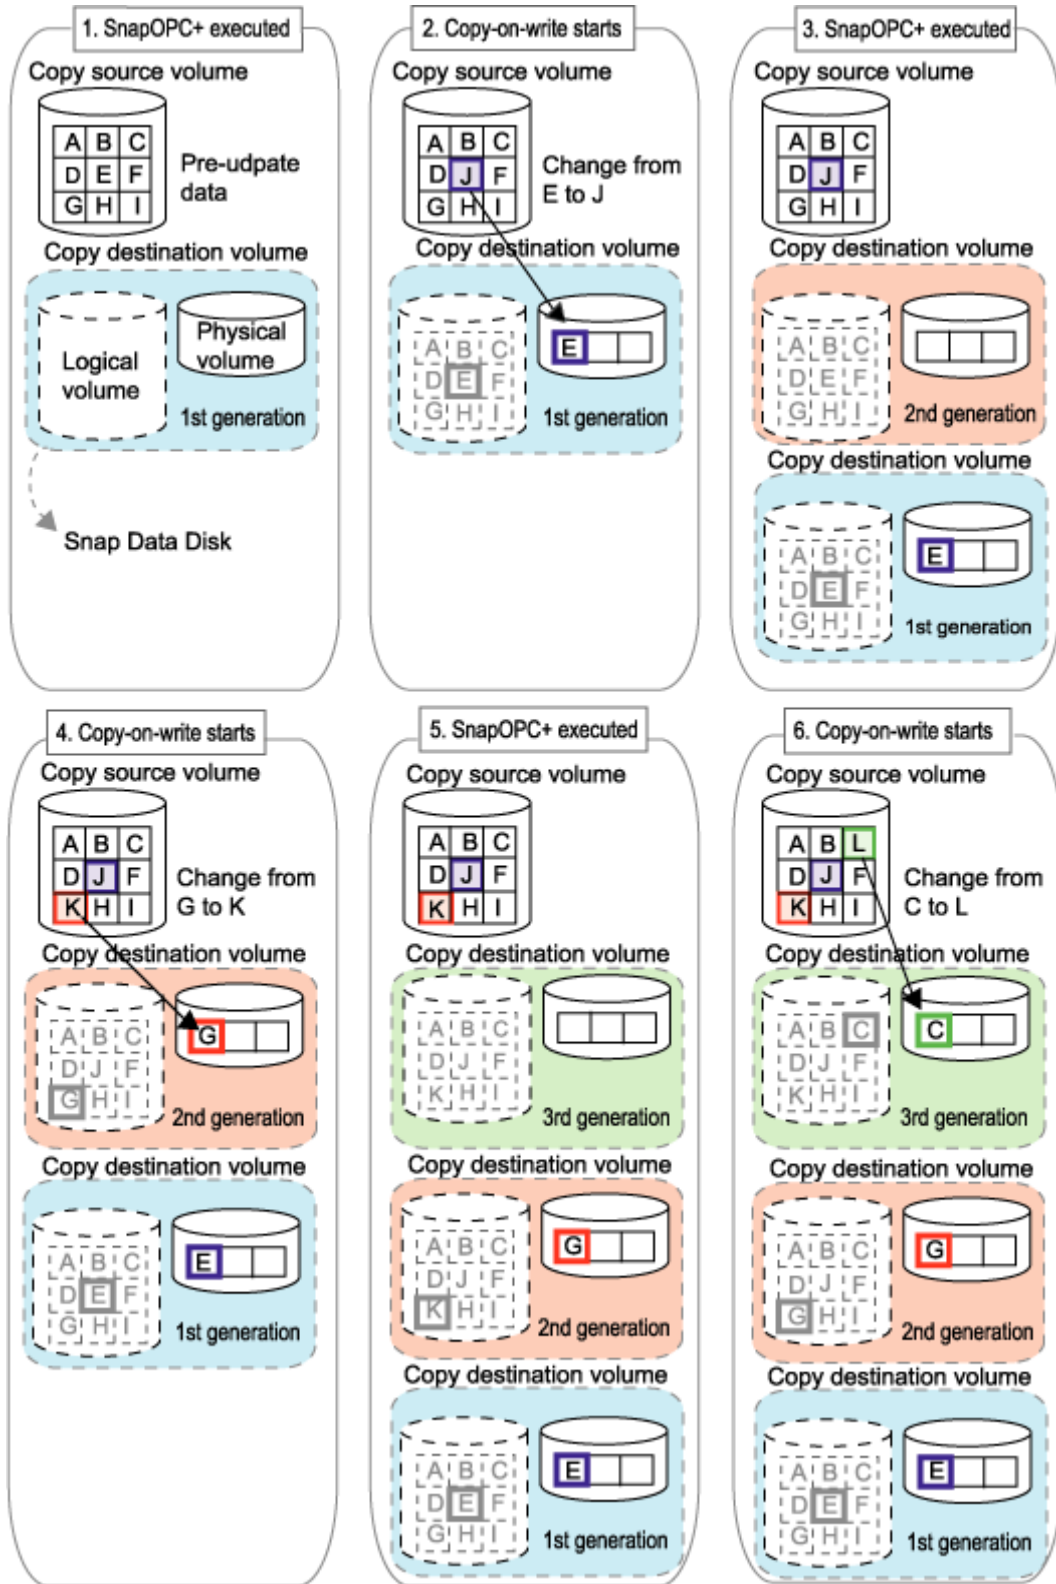 1. SnapOPC+ executed
Copy source volume
A B C
D E F
G H I
Pre-udpate
data
Copy destination volume
Logical
volume
Physical
volume
1st generation
Snap Data Disk
2. Copy-on-write starts
Copy source volume
A B C
D J F
G H I
Change from
E to J
Copy destination volume
A B C
D E F
G H I
E
1st generation
3. SnapOPC+ executed
Copy source volume
A B C
D J F
G H I
Copy destination volume
A B C
D E F
G H I
2nd generation
Copy destination volume
A B C
D E F
G H I
E
1st generation
4. Copy-on-write starts
Copy source volume
A B C
D J F
K H I
Change from
G to K
Copy destination volume
A B C
D J F
G H I
G
2nd generation
Copy destination volume
A B C
D E F
G H I
E
1st generation
5. SnapOPC+ executed
Copy source volume
A B C
D J F
K H I
Copy destination volume
A B C
D J F
K H I
3rd generation
Copy destination volume
A B C
D J F
K H I
G
2nd generation
Copy destination volume
A B C
D E F
G H I
E
1st generation
6. Copy-on-write starts
Copy source volume
A B L
D J F
K H I
Change from
C to L
Copy destination volume
A B C
D J F
K H I
C
3rd generation
Copy destination volume
A B C
D J F
G H I
G
2nd generation
Copy destination volume
A B C
D E F
G H I
E
1st generation